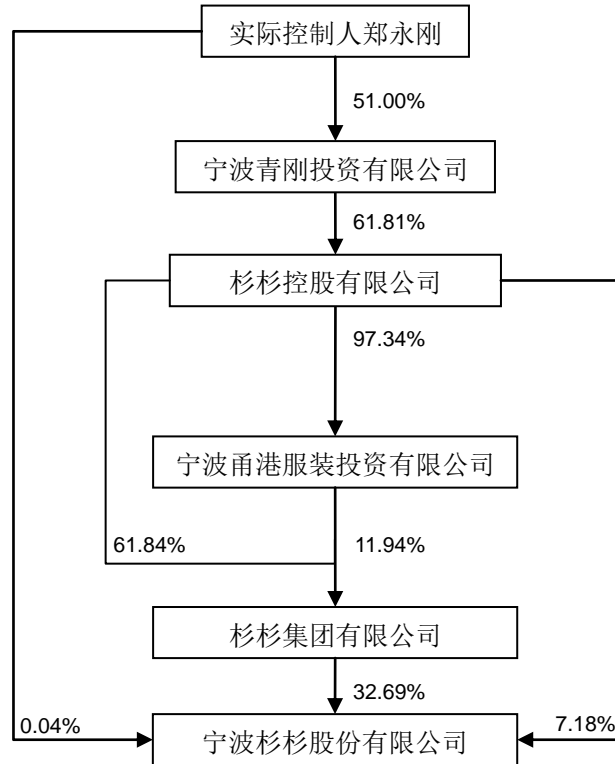 实际控制人郑永刚
51.00%
宁波青刚投资有限公司
61.81%
杉杉控股有限公司
97.34%
宁波甬港服装投资有限公司
61.84%
11.94%
杉杉集团有限公司
32.69%
0.04%
宁波杉杉股份有限公司
7.18%